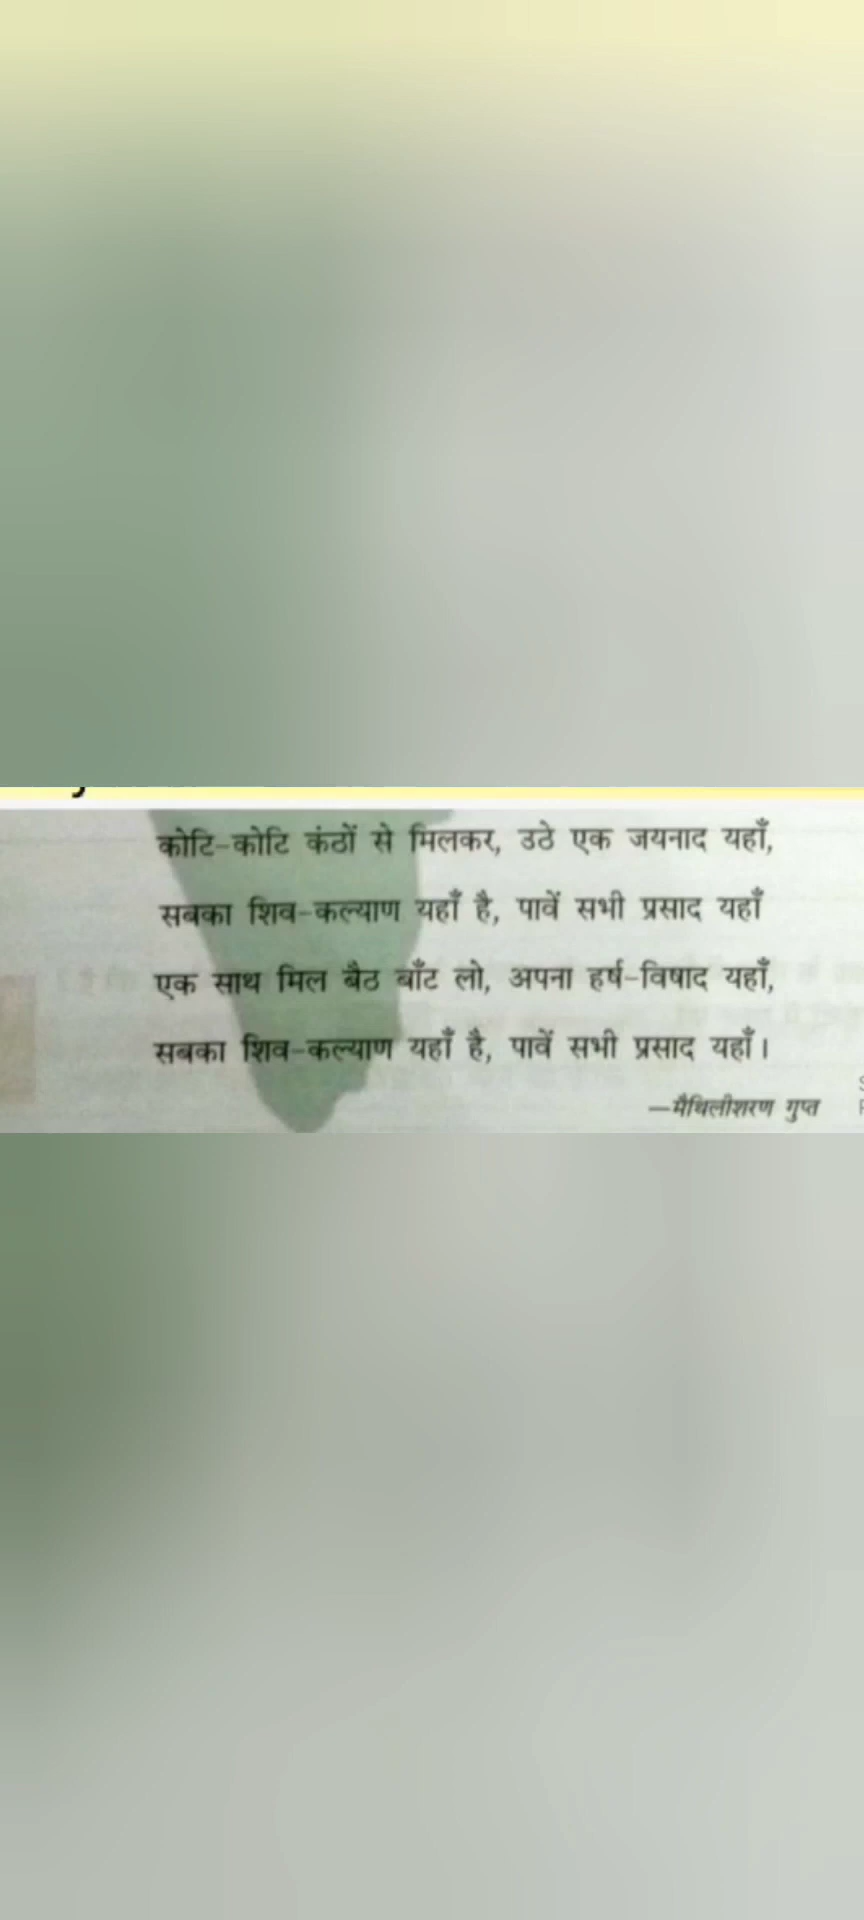 कोटि-कोटि कंठों से मिलकर, उठे एक जयनाद यहाँ,
सबका शिव-कल्याण यहाँ है, पावें सभी प्रसाद यहाँ
एक साथ मिल बैठ बाँट लो, अपना हर्ष-विषाद यहाँ,
सबका शिव-कल्याण यहाँ है, पावें सभी प्रसाद यहाँ।
—मैथिलीशरण गुप्त